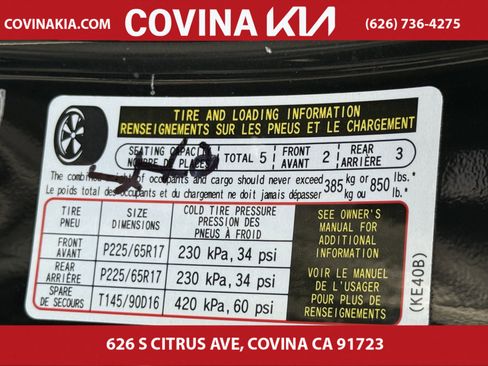 COVINAKIA.COM
COVINA KIA
(626) 736-4275
TIRE AND LOADING INFORMATION
RENSEIGNEMENTS SUR LES PNEUS ET LE CHARGEMENT
SEATING CAPACITY
NOMBRE DE PLACES
TOTAL 5
FRONT
AVANT 2
REAR
ARRIÈRE 3
The combined weight of occupants and cargo should never exceed 385 kg or 850 lbs.
Le poids total des occupants et du chargement ne doit jamais dépasser kg ou lb.
TIRE
PNEU
SIZE
DIMENSIONS
COLD TIRE PRESSURE
PRESSION DES
PNEUS À FROID
FRONT
AVANT
P225/65R17
230 kPa, 34 psi
REAR
ARRIÈRE
P225/65R17
230 kPa, 34 psi
SPARE
DE SECOURS
T145/90D16
420 kPa, 60 psi
SEE OWNER'S
MANUAL FOR
ADDITIONAL
INFORMATION
VOIR LE MANUEL
DE L'USAGER
POUR PLUS DE
RENSEIGNEMENTS
(KE40B)
626 S CITRUS AVE, COVINA CA 91723